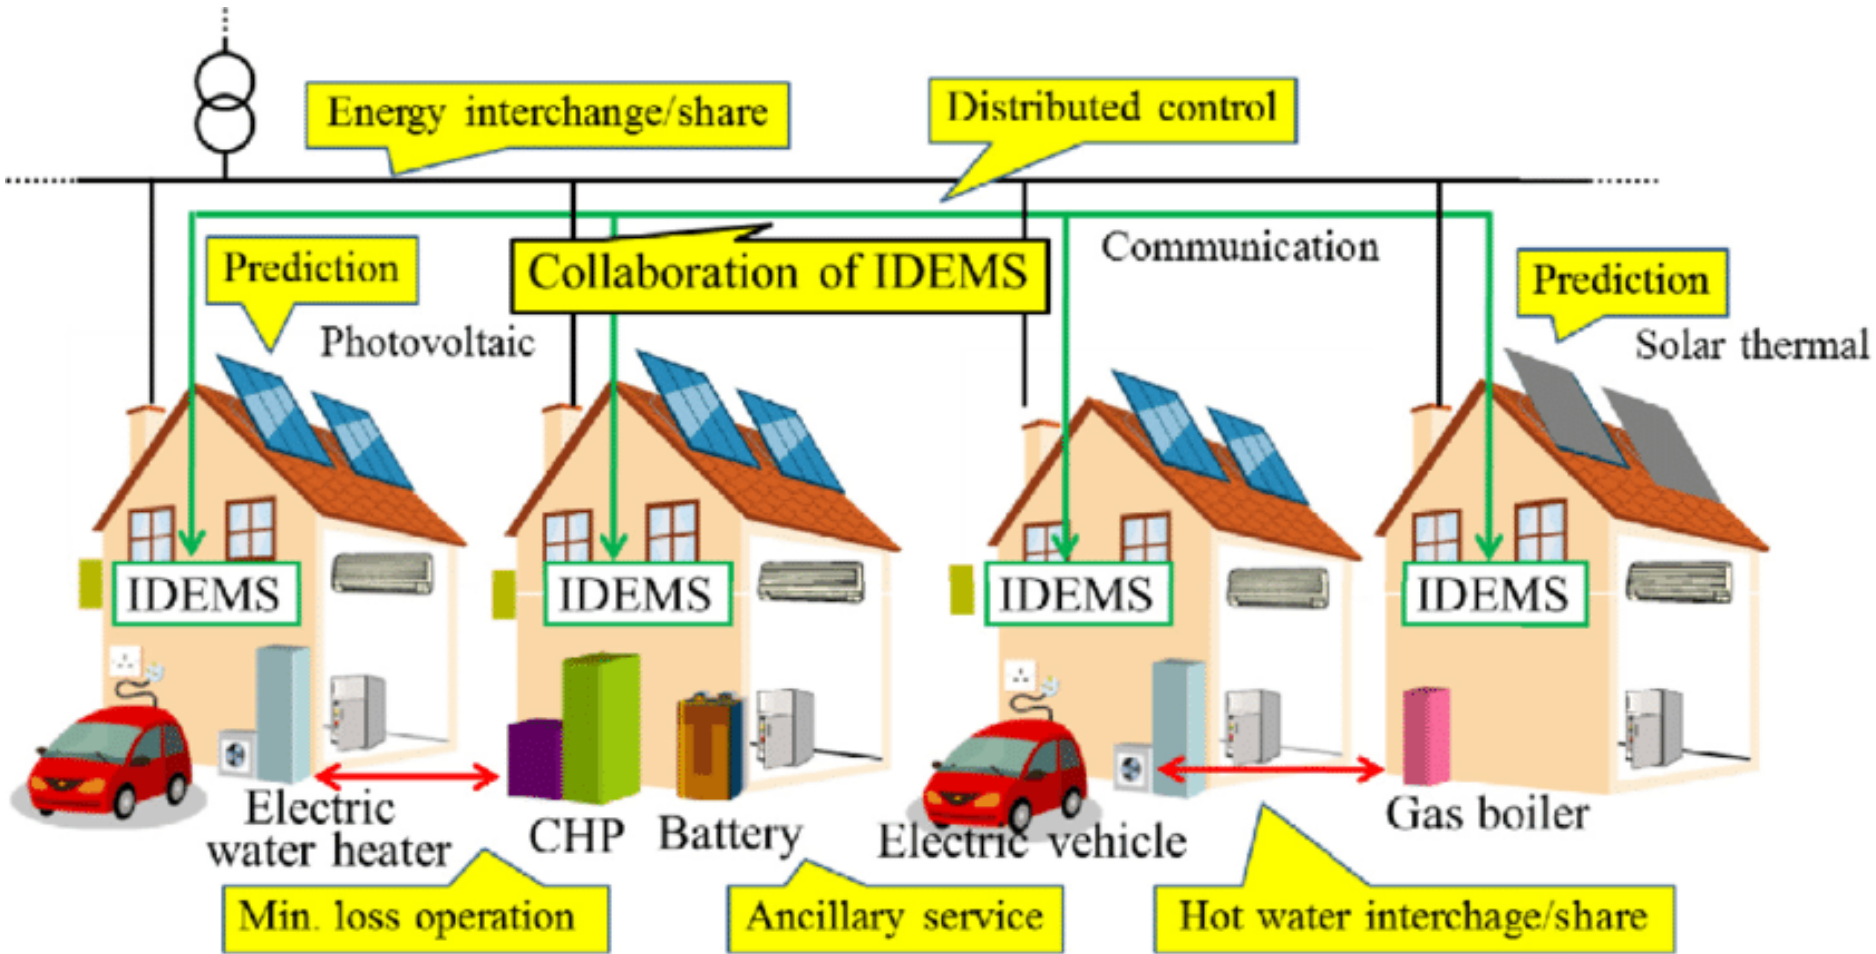 Energy interchange/share
Distributed control
Communication
Prediction
Collaboration of IDEMS
Prediction
Photovoltaic
Solar thermal
IDEMS
IDEMS
IDEMS
IDEMS
Electric
water heater
CHP
Battery
Electric vehicle
Gas boiler
Min. loss operation
Ancillary service
Hot water interchage/share